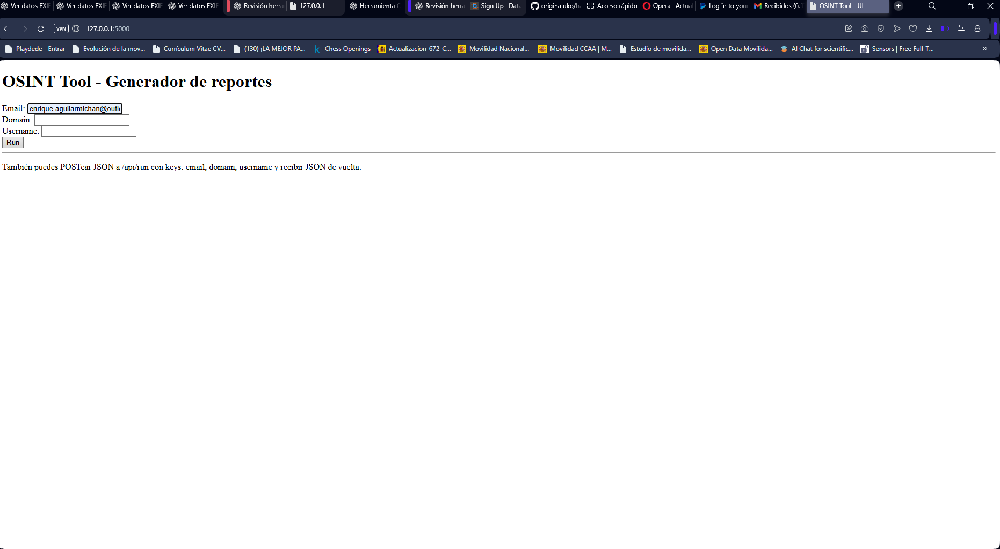 Ver datos EXIF Ver datos EXIF Ver datos EXIF Ver datos EXIF Revisión herra 127.0.0.1 Herramienta Revisión herra Sign Up | Data originaluko/ha Acceso rápido Opera | Actual Log in to your Recibidos (6.1 OSINT Tool - UI
VPN 127.0.0.1:5000
Playdede - Entrar Evolución de la mov... Currículum Vitae CV... (130) ¡LA MEJOR PA... k Chess Openings Actualizacion_672_C... Movilidad Nacional... Movilidad CCAA | M... Estudio de movilida... Open Data Movilida... AI Chat for scientific... Sensors | Free Full-T... »
OSINT Tool - Generador de reportes
Email: enrique.aguilarmichan@outlo
Domain:
Username:
Run
También puedes POSTear JSON a /api/run con keys: email, domain, username y recibir JSON de vuelta.